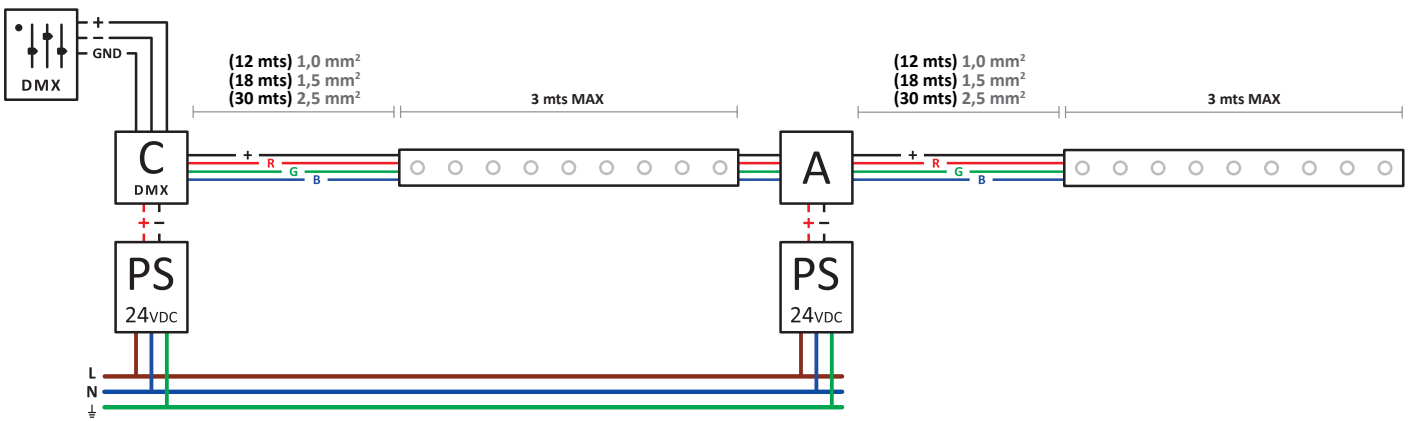 +
−
GND
DMX
(12 mts) 1,0 mm²
(18 mts) 1,5 mm²
(30 mts) 2,5 mm²
3 mts MAX
(12 mts) 1,0 mm²
(18 mts) 1,5 mm²
(30 mts) 2,5 mm²
3 mts MAX
C
DMX
+
R
G
B
A
+
R
G
B
+ −
PS
24VDC
+ −
PS
24VDC
L
N